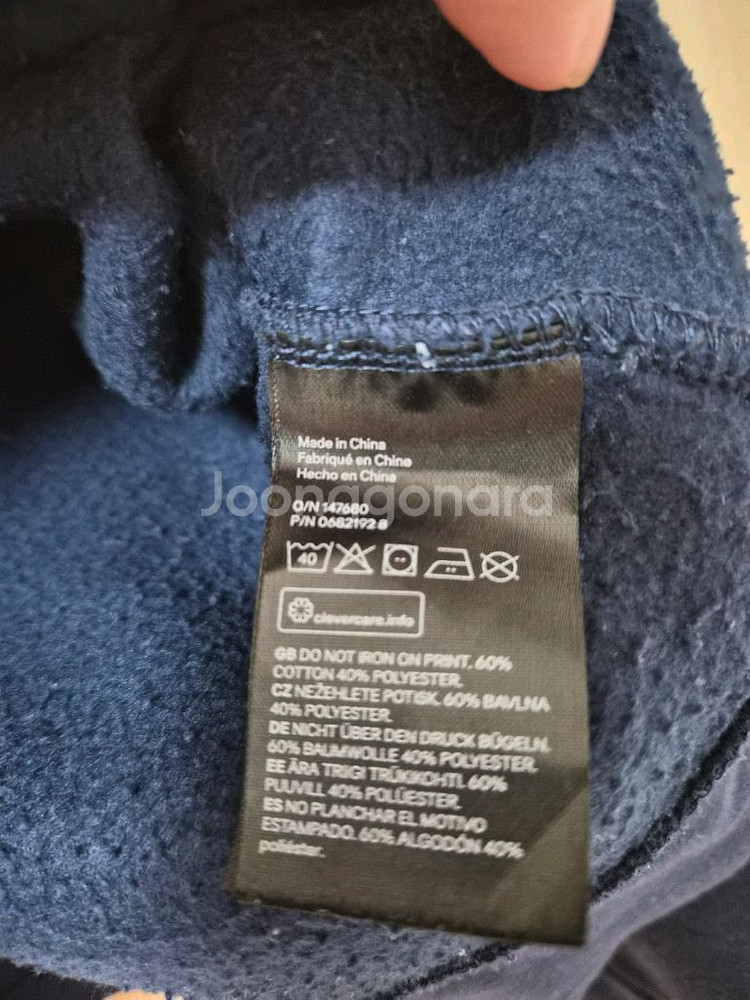 Made in China
Fabriqué en Chine
Hecho en China
Joonggonara
O/N 147680
P/N 0682192 8
40
clevercare.info
GB DO NOT IRON ON PRINT. 60%
COTTON 40% POLYESTER.
CZ NEŽEHLETE POTISK. 60% BAVLNA
40% POLYESTER.
DE NICHT ÜBER DEN DRUCK BÜGELN.
60% BAUMWOLLE 40% POLYESTER.
EE ÄRA TRIGI TRÜKKOHTI. 60%
PUUVILL 40% POLÜESTER.
ES NO PLANCHAR EL MOTIVO
ESTAMPADO. 60% ALGODÓN 40%
poliéster.